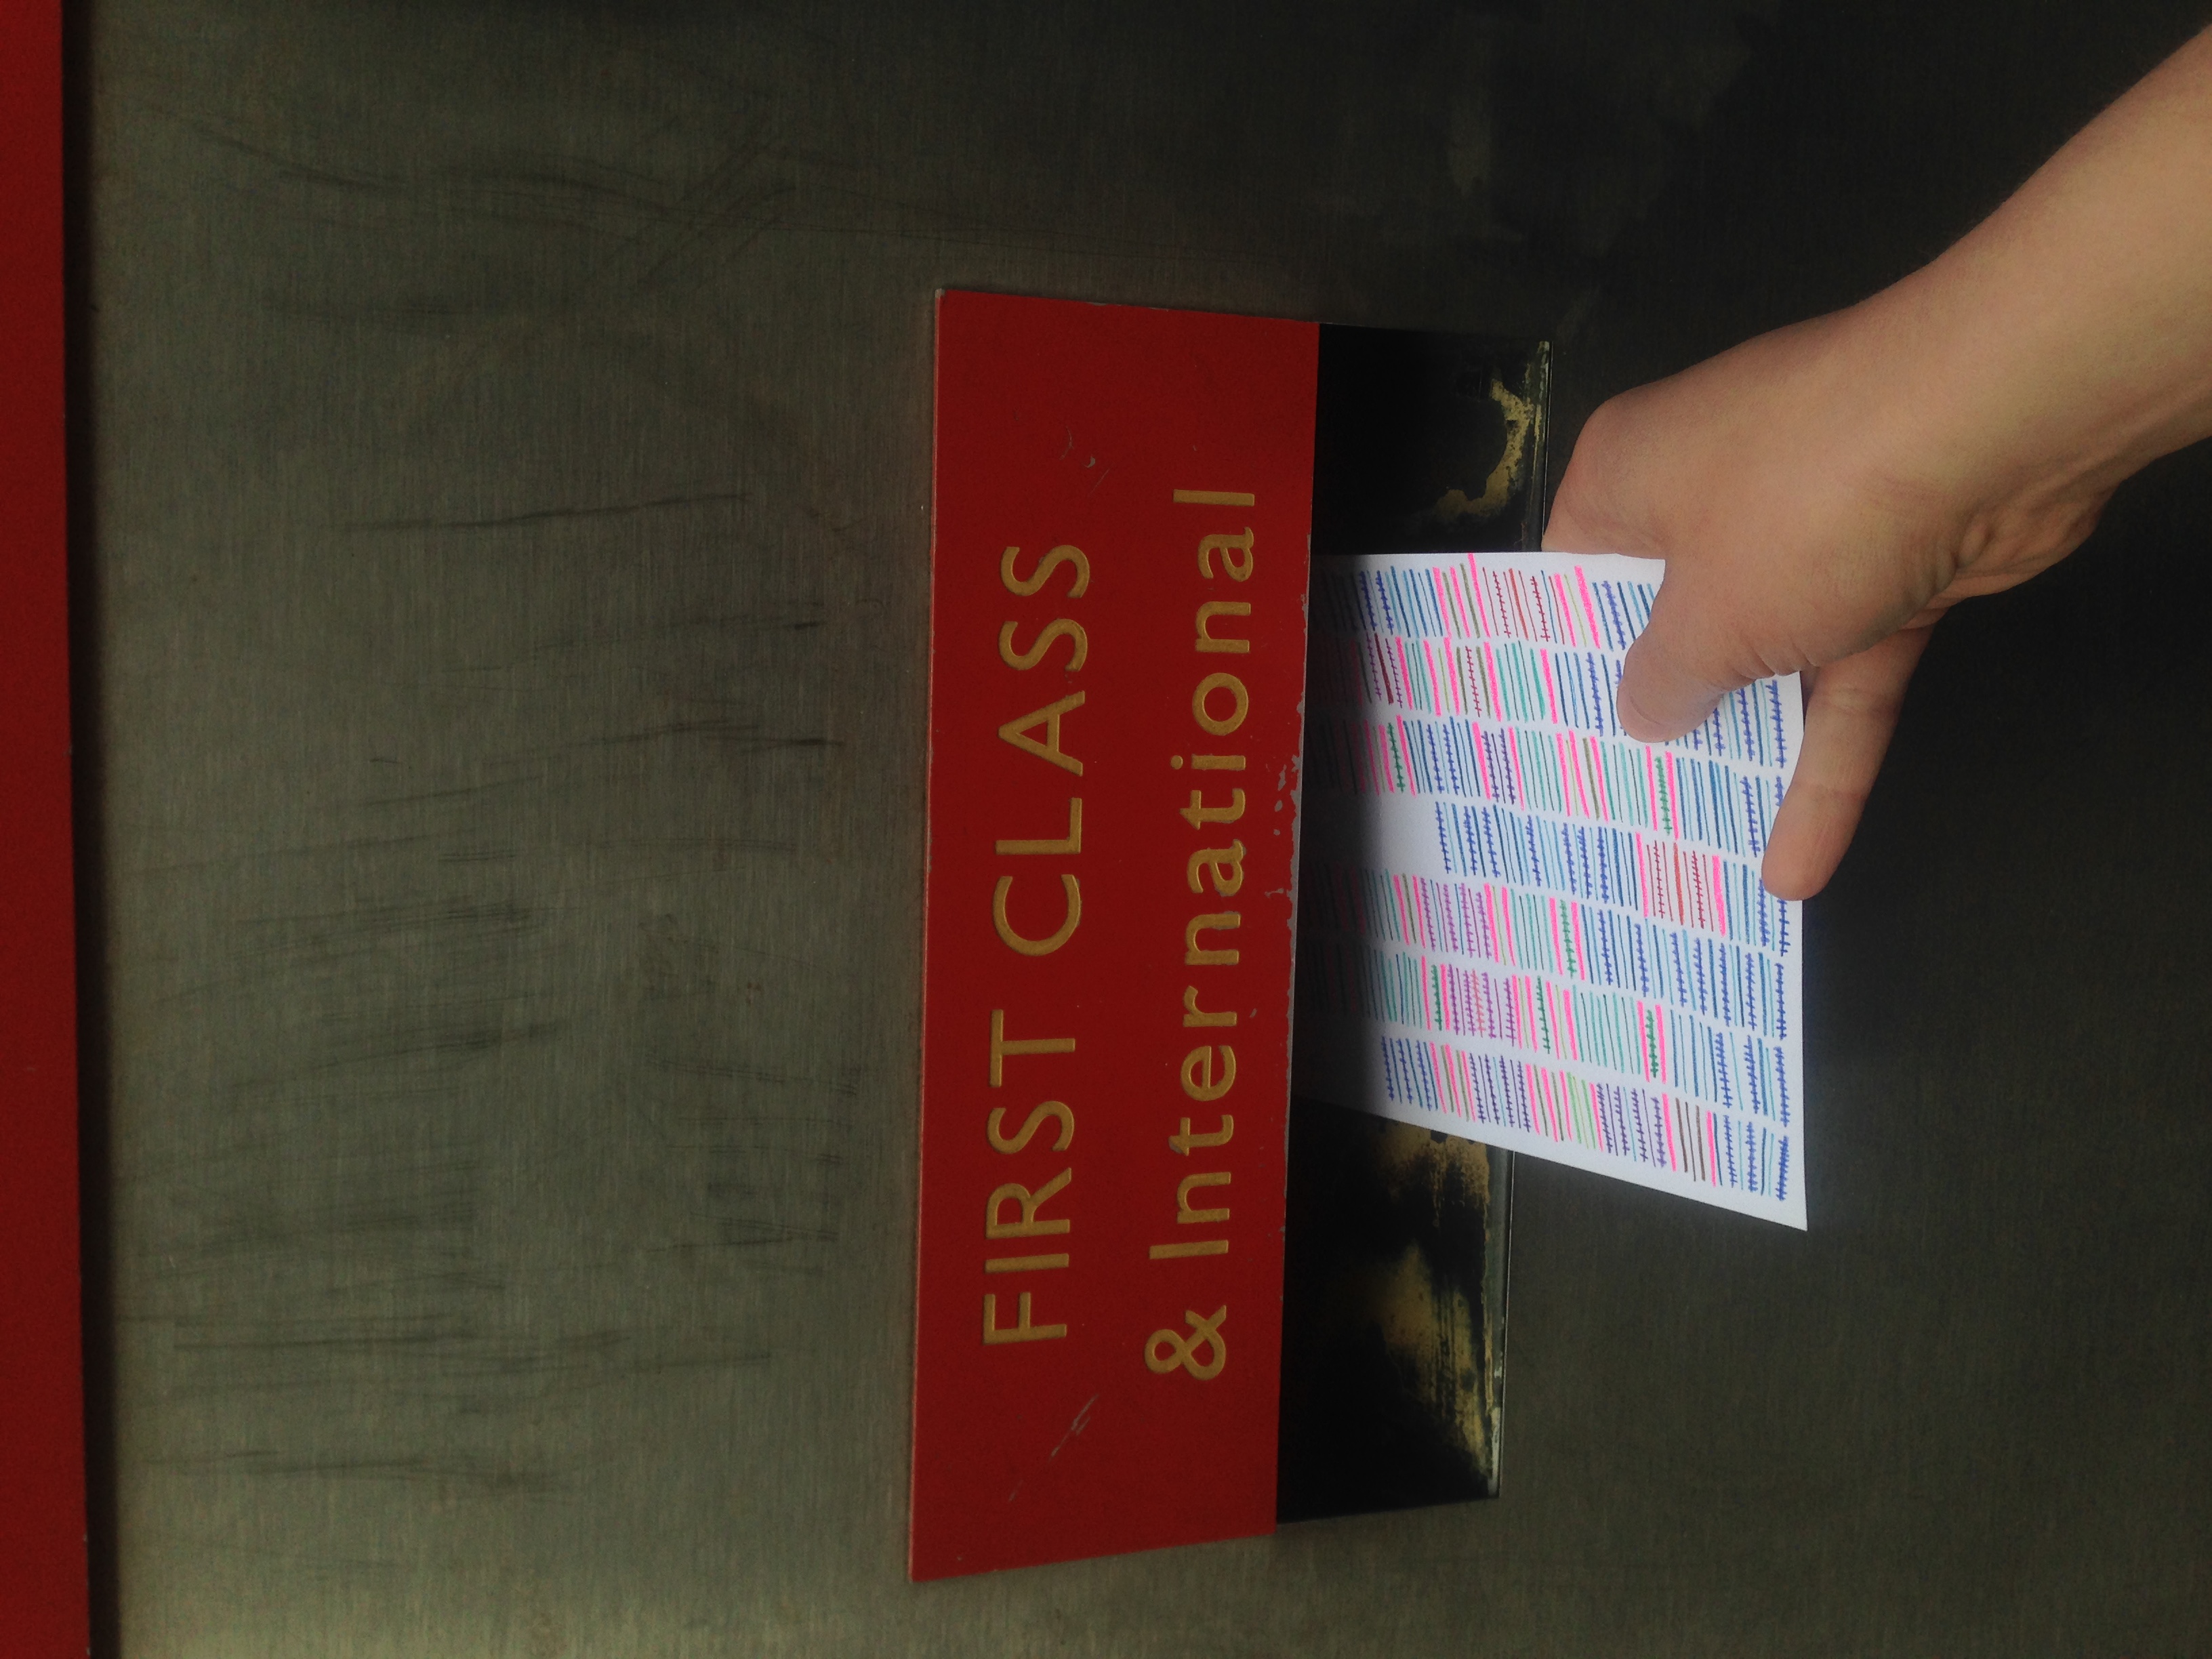 FIRST CLASS
& International